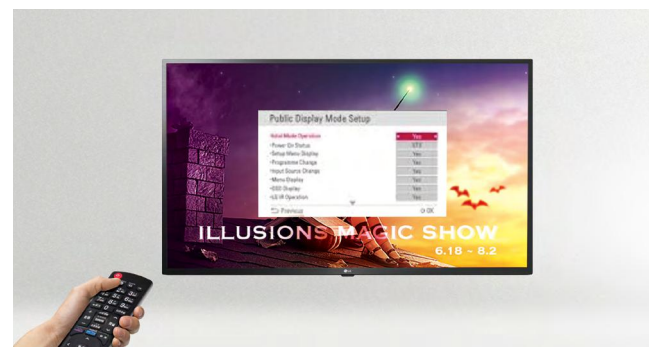 Public Display Mode Setup
•Hotel Mode Operation Yes
•Power On Status STD
•Setup Menu Display Yes
•Programme Change Yes
•Input Source Change Yes
•Menu Display Yes
•OSD Display Yes
•LG IR Operation Yes
Previous OK
ILLUSIONS MAGIC SHOW
6.18 ~ 8.2
LG